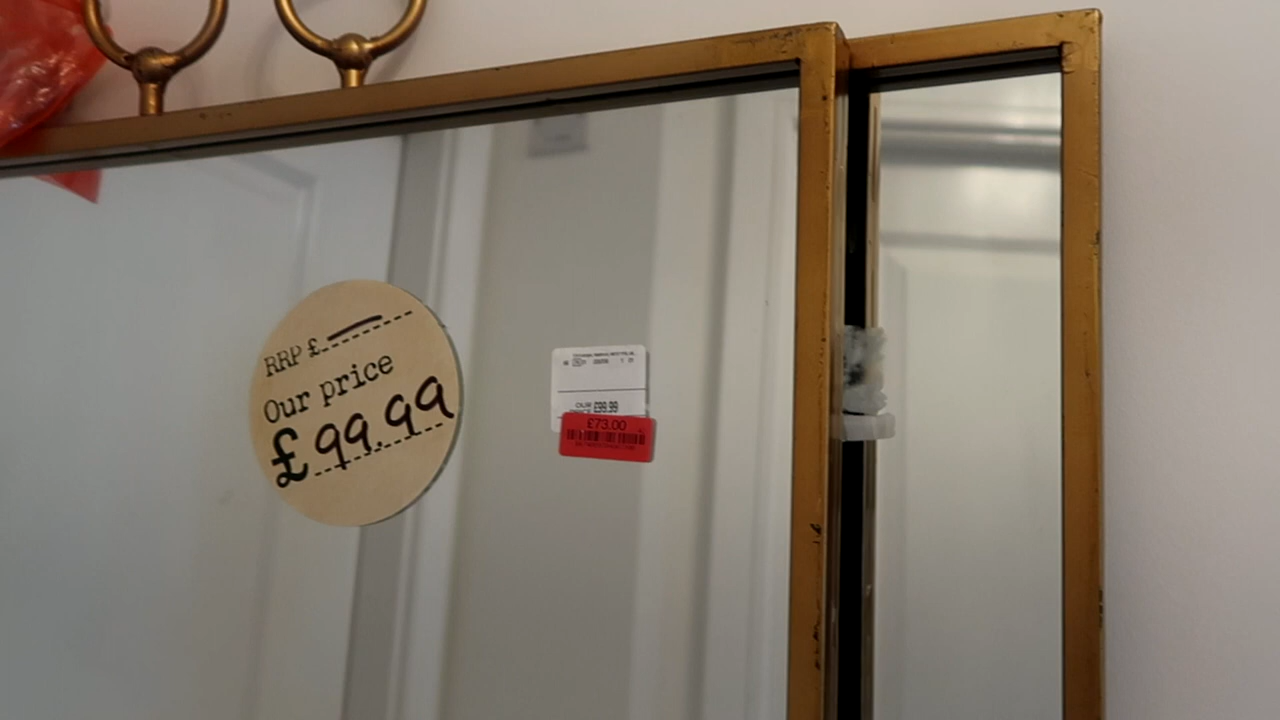 RRP £
Our price
£99.99
OUR
PRICE £99.99
£73.00